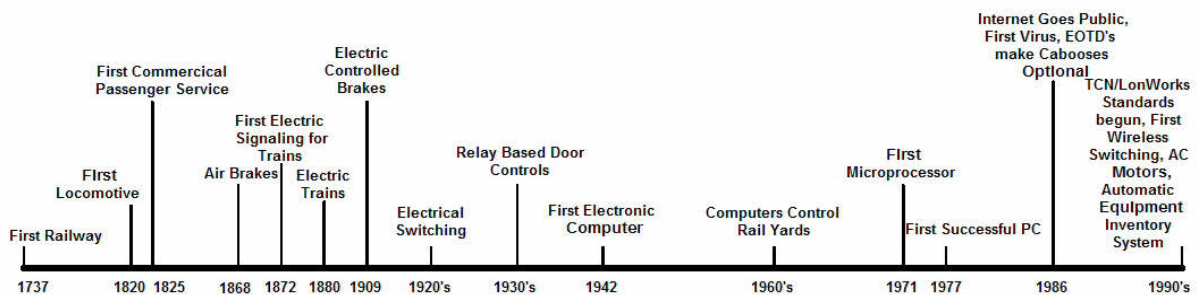 First Railway
First
Locomotive
First Commercical
Passenger Service
Air Brakes
First Electric
Signaling for
Trains
Electric
Trains
Electric
Controlled
Brakes
Electrical
Switching
Relay Based Door
Controls
First Electronic
Computer
Computers Control
Rail Yards
First
Microprocessor
First Successful PC
Internet Goes Public,
First Virus, EOTD's
make Cabooses
Optional
TCN/LonWorks
Standards
begun, First
Wireless
Switching, AC
Motors,
Automatic
Equipment
Inventory
System
1737
1820
1825
1868
1872
1880
1909
1920's
1930's
1942
1960's
1971
1977
1986
1990's